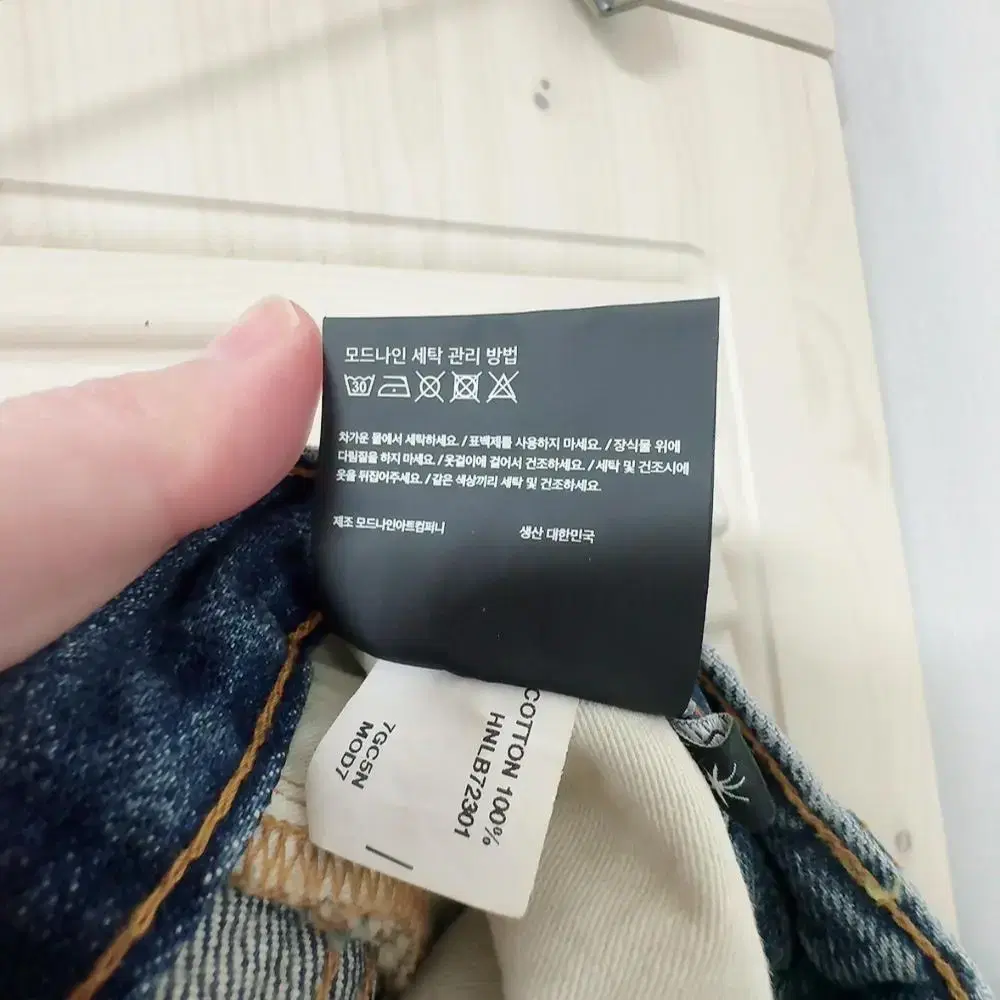 모드나인 세탁 관리 방법
30
차가운 물에서 세탁하세요. / 표백제를 사용하지 마세요. / 장식물 위에
다림질을 하지 마세요. / 옷걸이에 걸어서 건조하세요. / 세탁 및 건조시에
옷을 뒤집어주세요. / 같은 색상끼리 세탁 및 건조하세요.
제조 모드나인아트컴퍼니 생산 대한민국
COTTON 100%
HNLB72301
7GC5N
MOD7